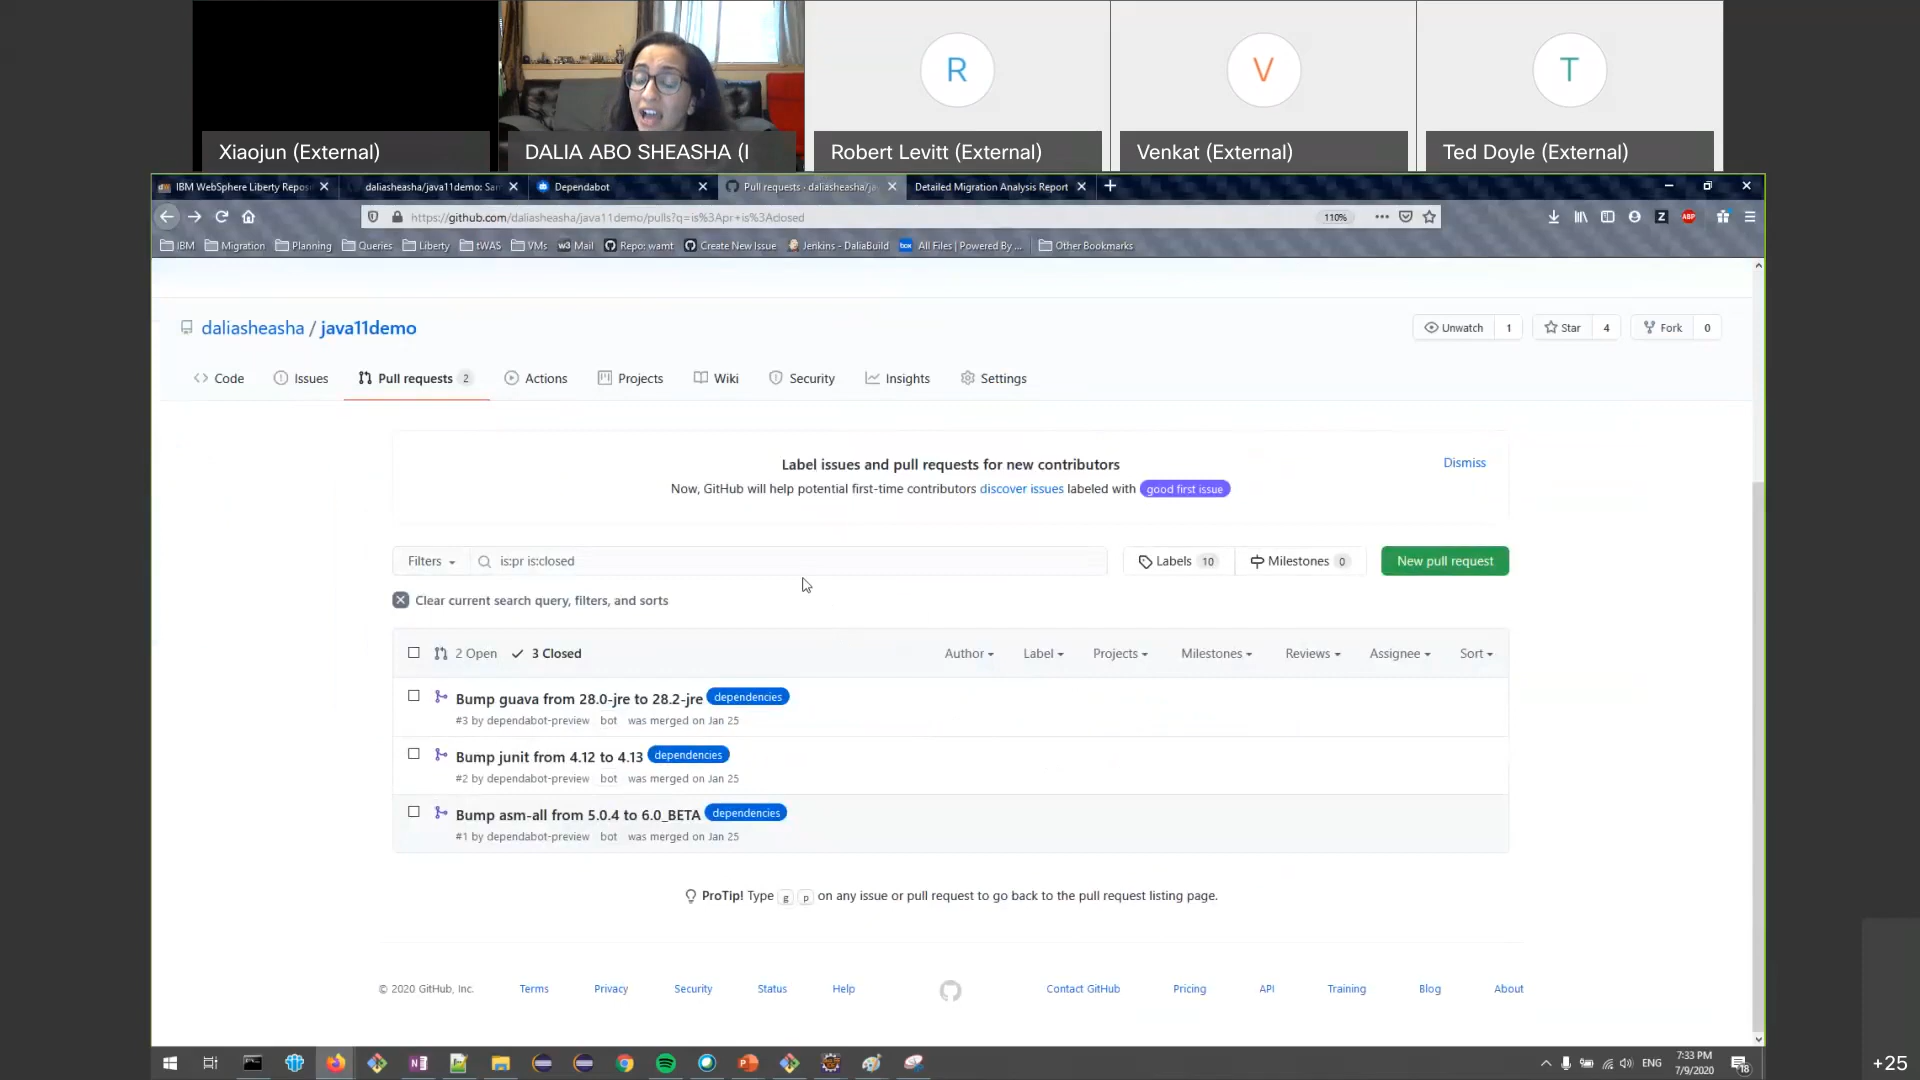 R
V
T
Xiaojun (External)
DALIA ABO SHEASHA (I
Robert Levitt (External)
Venkat (External)
Ted Doyle (External)
IBM WebSphere Liberty Repos
daliasheasha/java11demo: Sam
Dependabot
Pull requests · daliasheasha/ja
Detailed Migration Analysis Report
https://github.com/daliasheasha/java11demo/pulls?q=is%3Apr+is%3Aclosed
110%
Z
ABP
IBM
Migration
Planning
Queries
Liberty
tWAS
VMs
w3 Mail
Repo: wamt
Create New Issue
Jenkins - DaliaBuild
box All Files | Powered By ...
Other Bookmarks
daliasheasha / java11demo
Unwatch 1
Star 4
Fork 0
Code
Issues
Pull requests 2
Actions
Projects
Wiki
Security
Insights
Settings
Label issues and pull requests for new contributors
Dismiss
Now, GitHub will help potential first-time contributors discover issues labeled with good first issue
Filters
is:pr is:closed
Labels 10
Milestones 0
New pull request
Clear current search query, filters, and sorts
2 Open
3 Closed
Author
Label
Projects
Milestones
Reviews
Assignee
Sort
Bump guava from 28.0-jre to 28.2-jre dependencies
#3 by dependabot-preview bot was merged on Jan 25
Bump junit from 4.12 to 4.13 dependencies
#2 by dependabot-preview bot was merged on Jan 25
Bump asm-all from 5.0.4 to 6.0_BETA dependencies
#1 by dependabot-preview bot was merged on Jan 25
ProTip! Type g p on any issue or pull request to go back to the pull request listing page.
© 2020 GitHub, Inc.
Terms
Privacy
Security
Status
Help
Contact GitHub
Pricing
API
Training
Blog
About
ENG
7:33 PM
7/9/2020
18
+25